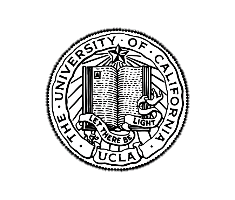 · THE · UNIVERSITY · OF · CALIFORNIA ·
LET THERE BE LIGHT
UCLA